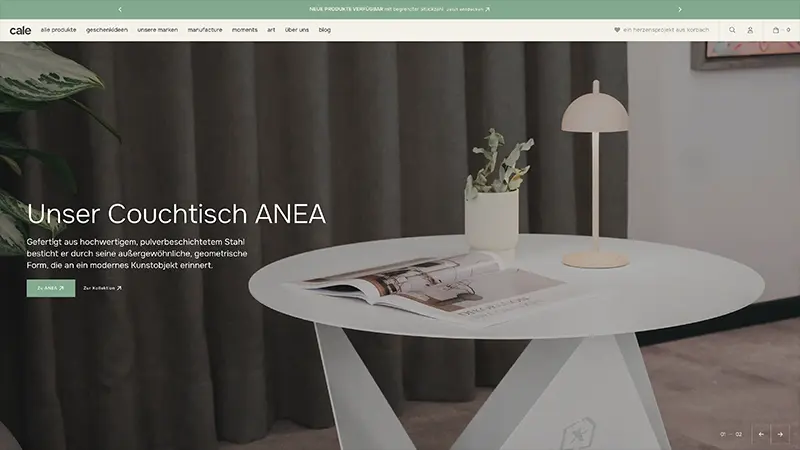 NEUE PRODUKTE VERFÜGBAR mit begrenzter Stückzahl Jetzt entdecken
cale
alle produkte
geschenkideen
unsere marken
manufacture
moments
art
über uns
blog
ein herzensprojekt aus korbach
0
Unser Couchtisch ANEA
Gefertigt aus hochwertigem, pulverbeschichtetem Stahl
besticht er durch seine außergewöhnliche, geometrische
Form, die an ein modernes Kunstobjekt erinnert.
Zu ANEA
Zur Kollektion
01 — 02